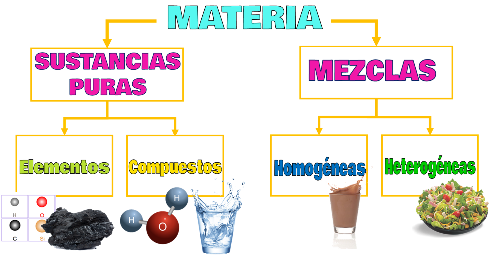 MATERIA
SUSTANCIAS
PURAS
MEZCLAS
Elementos
Compuestos
Homogéneas
Heterogéneas
H
O
C
H
O
H